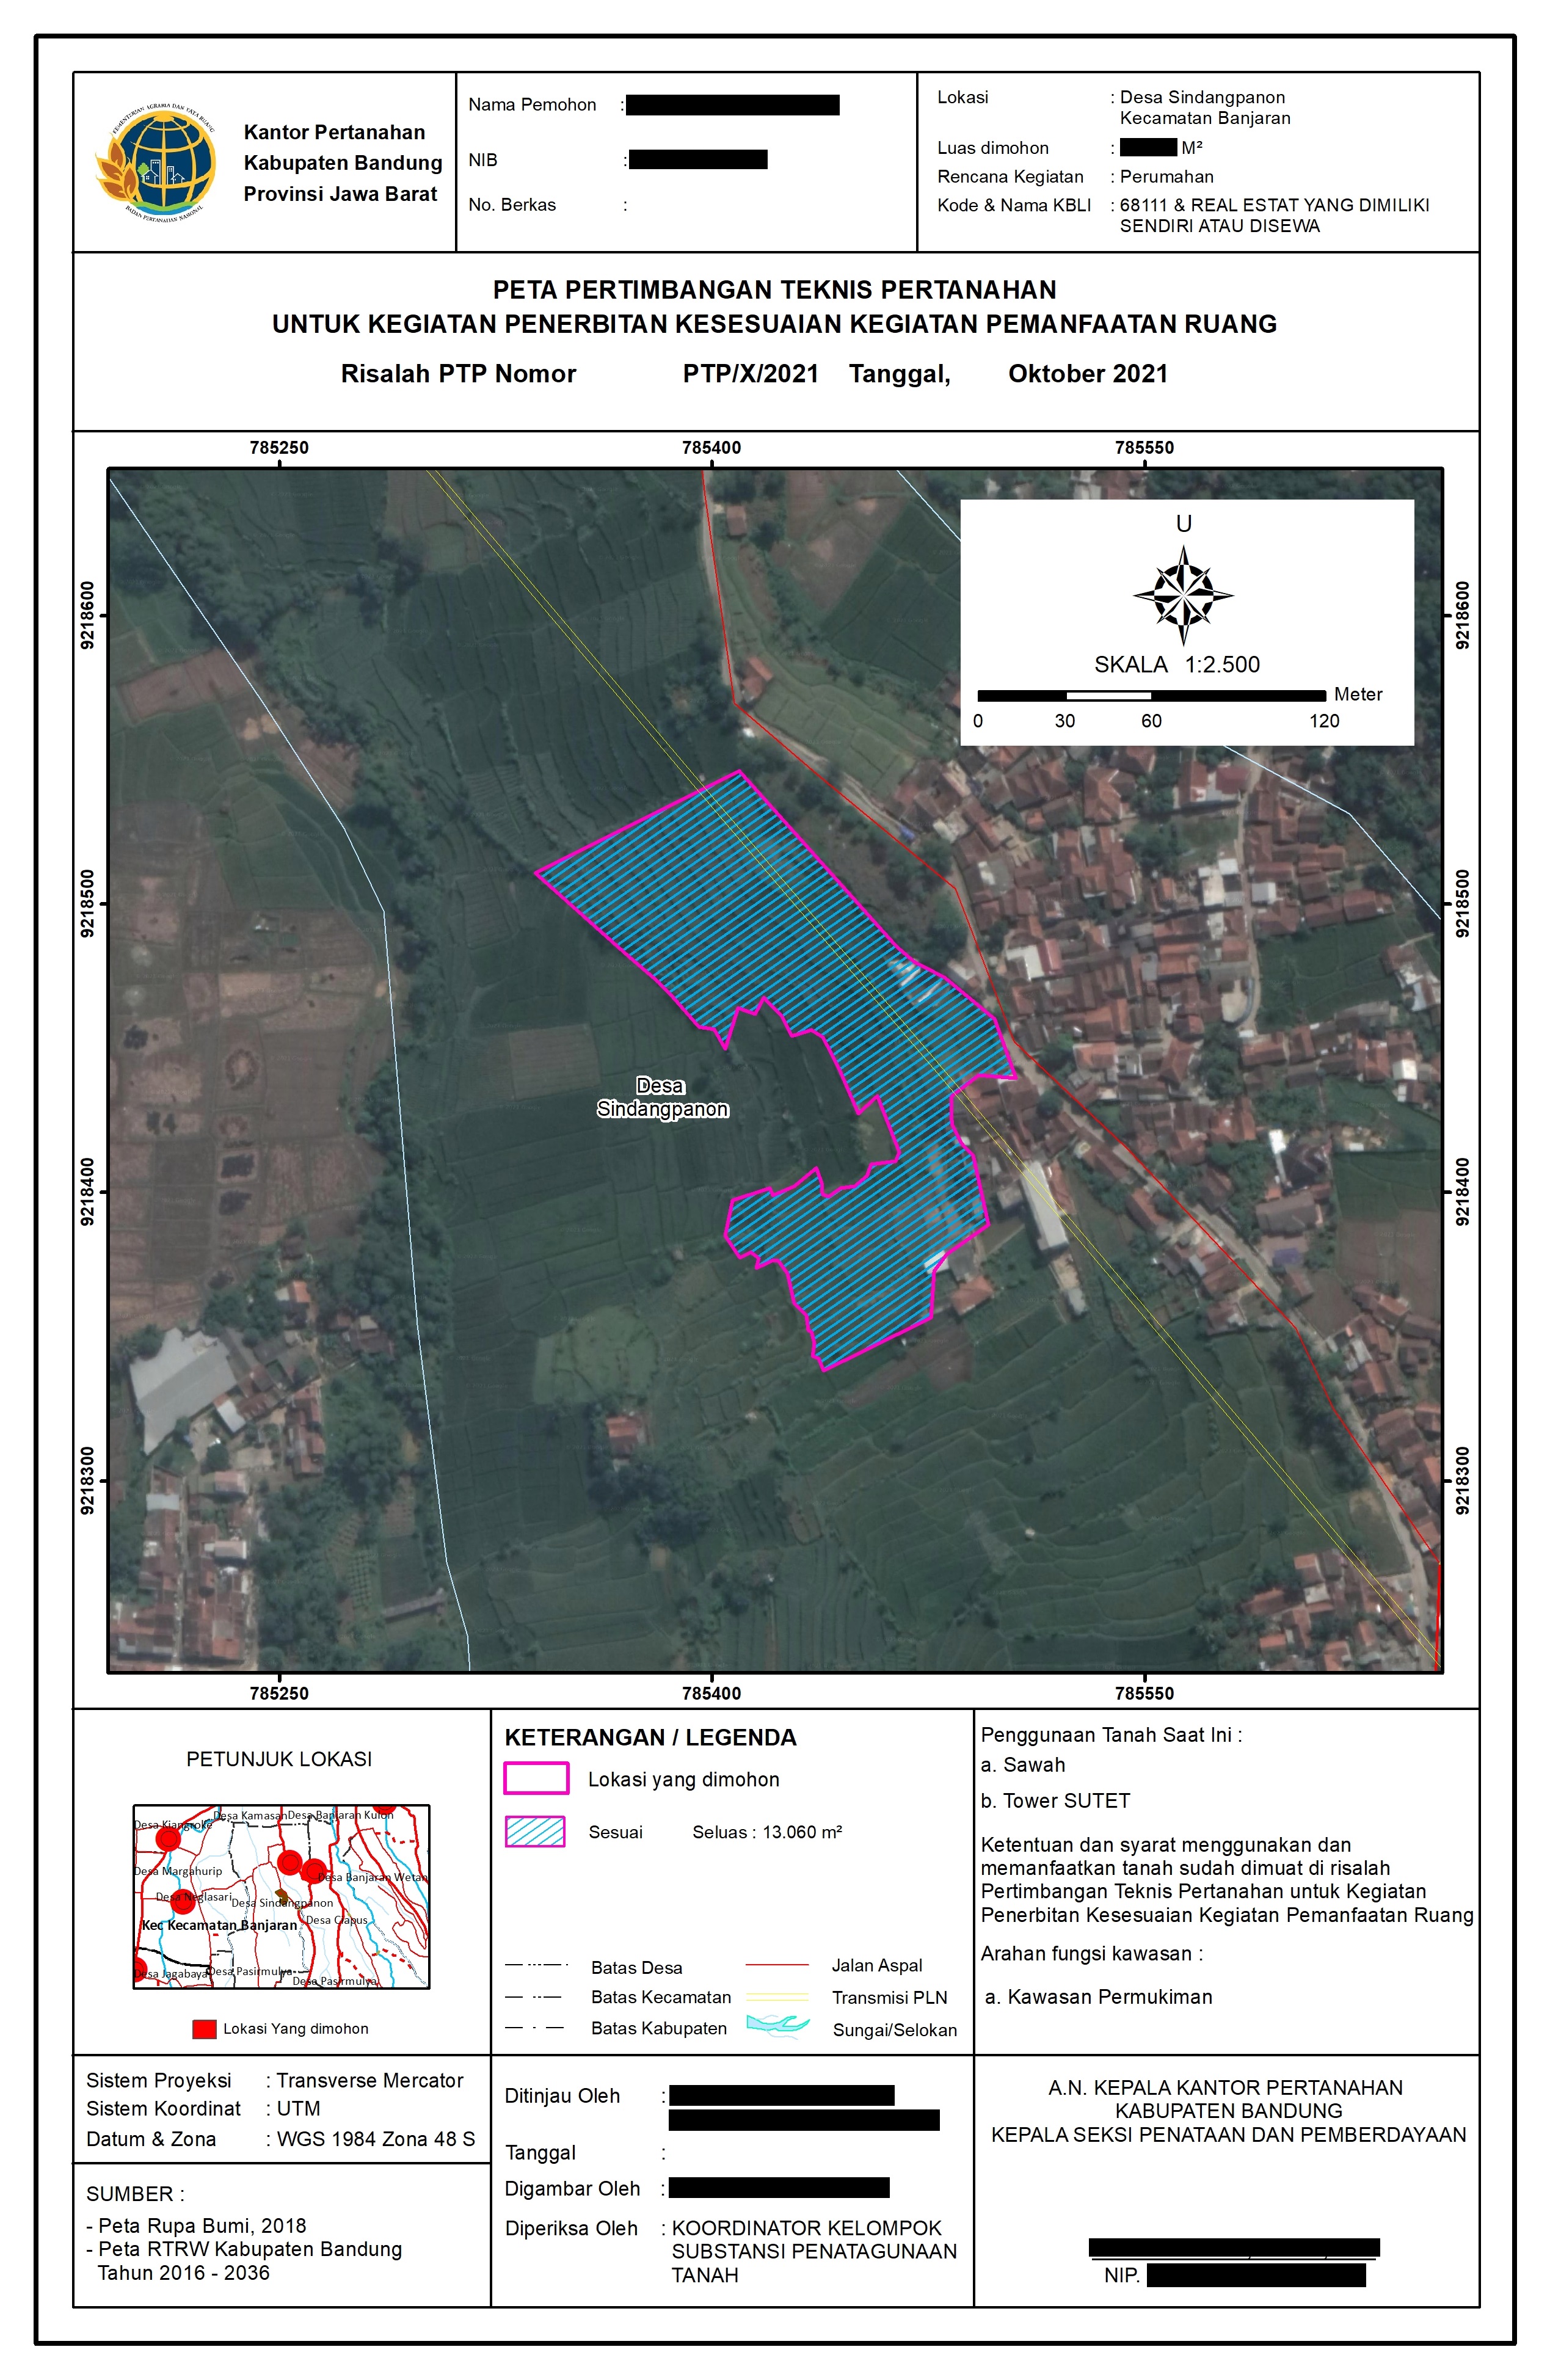 KEMENTERIAN AGRARIA DAN TATA RUANG
BADAN PERTANAHAN NASIONAL
Kantor Pertanahan
Kabupaten Bandung
Provinsi Jawa Barat
Nama Pemohon :
NIB :
No. Berkas :
Lokasi : Desa Sindangpanon
Kecamatan Banjaran
Luas dimohon : M²
Rencana Kegiatan : Perumahan
Kode & Nama KBLI : 68111 & REAL ESTAT YANG DIMILIKI
SENDIRI ATAU DISEWA
PETA PERTIMBANGAN TEKNIS PERTANAHAN
UNTUK KEGIATAN PENERBITAN KESESUAIAN KEGIATAN PEMANFAATAN RUANG
Risalah PTP Nomor PTP/X/2021 Tanggal, Oktober 2021
785250 785400 785550
U
SKALA 1:2.500
Meter
0 30 60 120
9218600 9218600
9218500 9218500
Desa
Sindangpanon
9218400 9218400
9218300 9218300
785250 785400 785550
PETUNJUK LOKASI
Desa Kamasan
Desa Banjaran Kulon
Desa Kiangroke
Desa Margahurip
Desa Banjaran Wetan
Desa Neglasari
Desa Sindangpanon
Desa Ciapus
Kec Kecamatan Banjaran
Desa Jagabaya
Desa Pasirmulya
Desa Pasirmulya
Lokasi Yang dimohon
KETERANGAN / LEGENDA
Lokasi yang dimohon
Sesuai Seluas : 13.060 m²
Batas Desa
Batas Kecamatan
Batas Kabupaten
Jalan Aspal
Transmisi PLN
Sungai/Selokan
Penggunaan Tanah Saat Ini :
a. Sawah
b. Tower SUTET
Ketentuan dan syarat menggunakan dan
memanfaatkan tanah sudah dimuat di risalah
Pertimbangan Teknis Pertanahan untuk Kegiatan
Penerbitan Kesesuaian Kegiatan Pemanfaatan Ruang
Arahan fungsi kawasan :
a. Kawasan Permukiman
Sistem Proyeksi : Transverse Mercator
Sistem Koordinat : UTM
Datum & Zona : WGS 1984 Zona 48 S
SUMBER :
- Peta Rupa Bumi, 2018
- Peta RTRW Kabupaten Bandung
Tahun 2016 - 2036
Ditinjau Oleh :
Tanggal :
Digambar Oleh :
Diperiksa Oleh : KOORDINATOR KELOMPOK
SUBSTANSI PENATAGUNAAN
TANAH
A.N. KEPALA KANTOR PERTANAHAN
KABUPATEN BANDUNG
KEPALA SEKSI PENATAAN DAN PEMBERDAYAAN
NIP.